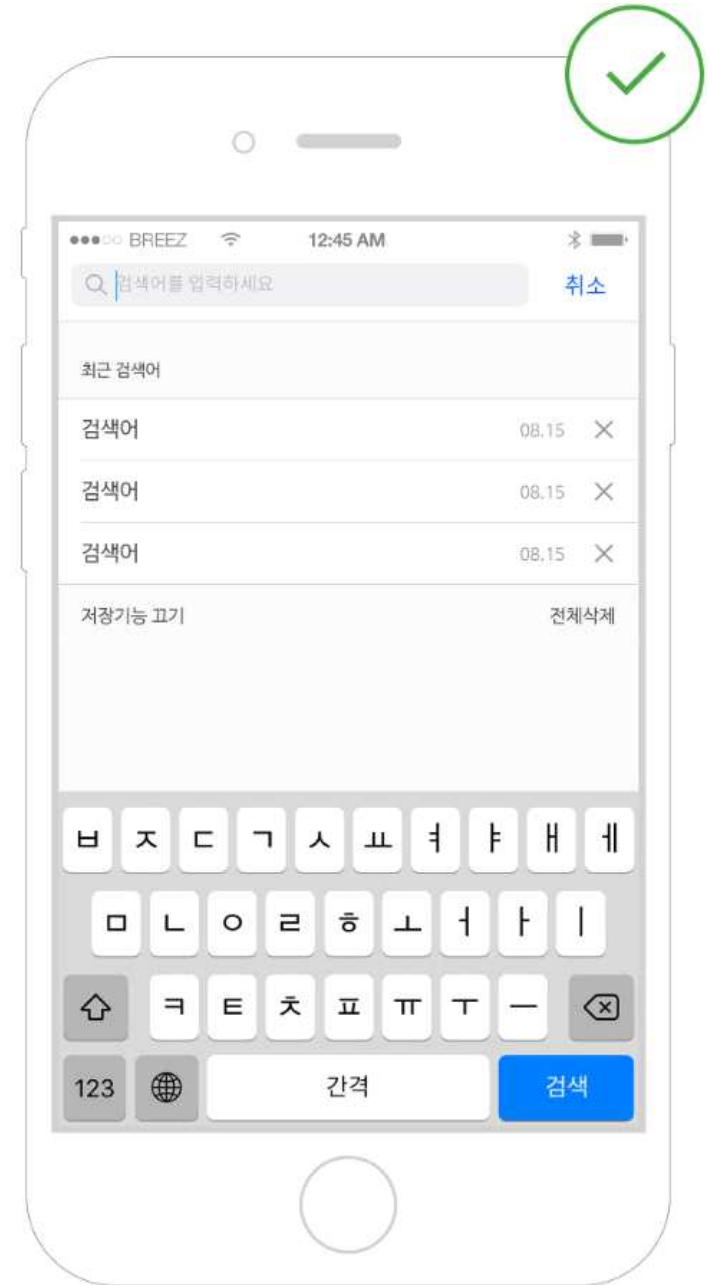 BREEZ 12:45 AM
검색어를 입력하세요 취소
최근 검색어
검색어 08.15
검색어 08.15
검색어 08.15
저장기능 끄기 전체삭제
ㅂ ㅈ ㄷ ㄱ ㅅ ㅛ ㅕ ㅑ ㅐ ㅔ
ㅁ ㄴ ㅇ ㄹ ㅎ ㅗ ㅓ ㅏ ㅣ
ㅋ ㅌ ㅊ ㅍ ㅠ ㅜ ㅡ
123 간격 검색